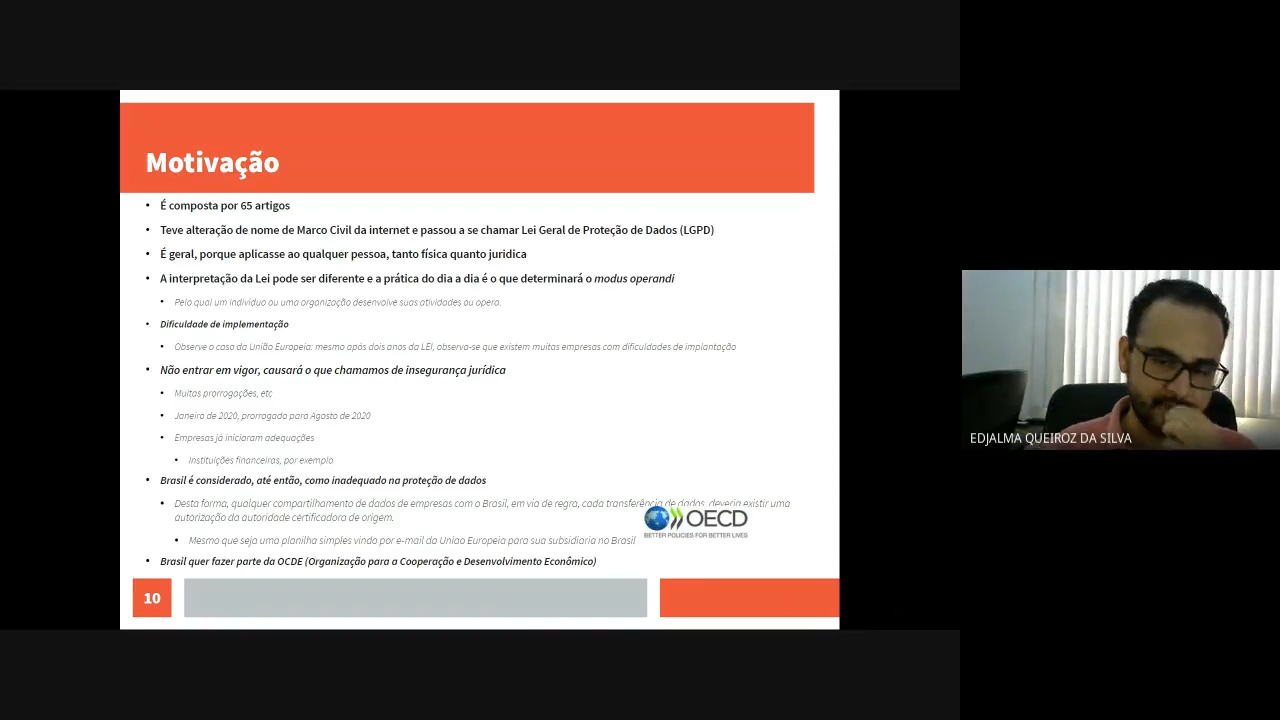 Motivação
• É composta por 65 artigos
• Teve alteração de nome de Marco Civil da internet e passou a se chamar Lei Geral de Proteção de Dados (LGPD)
• É geral, porque aplicasse ao qualquer pessoa, tanto física quanto juridica
• A interpretação da Lei pode ser diferente e a prática do dia a dia é o que determinará o modus operandi
• Pelo qual um individuo ou uma organização desenvolve suas atividades ou opera.
• Dificuldade de implementação
• Observe o caso da União Europeia: mesmo após dois anos da LEI, observa-se que existem muitas empresas com dificuldades de implantação
• Não entrar em vigor, causará o que chamamos de insegurança jurídica
• Muitas prorrogações, etc
• Janeiro de 2020, prorrogado para Agosto de 2020
• Empresas já iniciaram adequações
• Instituições financeiras, por exemplo
• Brasil é considerado, até então, como inadequado na proteção de dados
• Desta forma, qualquer compartilhamento de dados de empresas com o Brasil, em via de regra, cada transferência de dados, deveria existir uma
autorização da autoridade certificadora de origem.
• Mesmo que seja uma planilha simples vindo por e-mail da Uniao Europeia para sua subsidiaria no Brasil
OECD
BETTER POLICIES FOR BETTER LIVES
• Brasil quer fazer parte da OCDE (Organização para a Cooperação e Desenvolvimento Econômico)
10
EDJALMA QUEIROZ DA SILVA